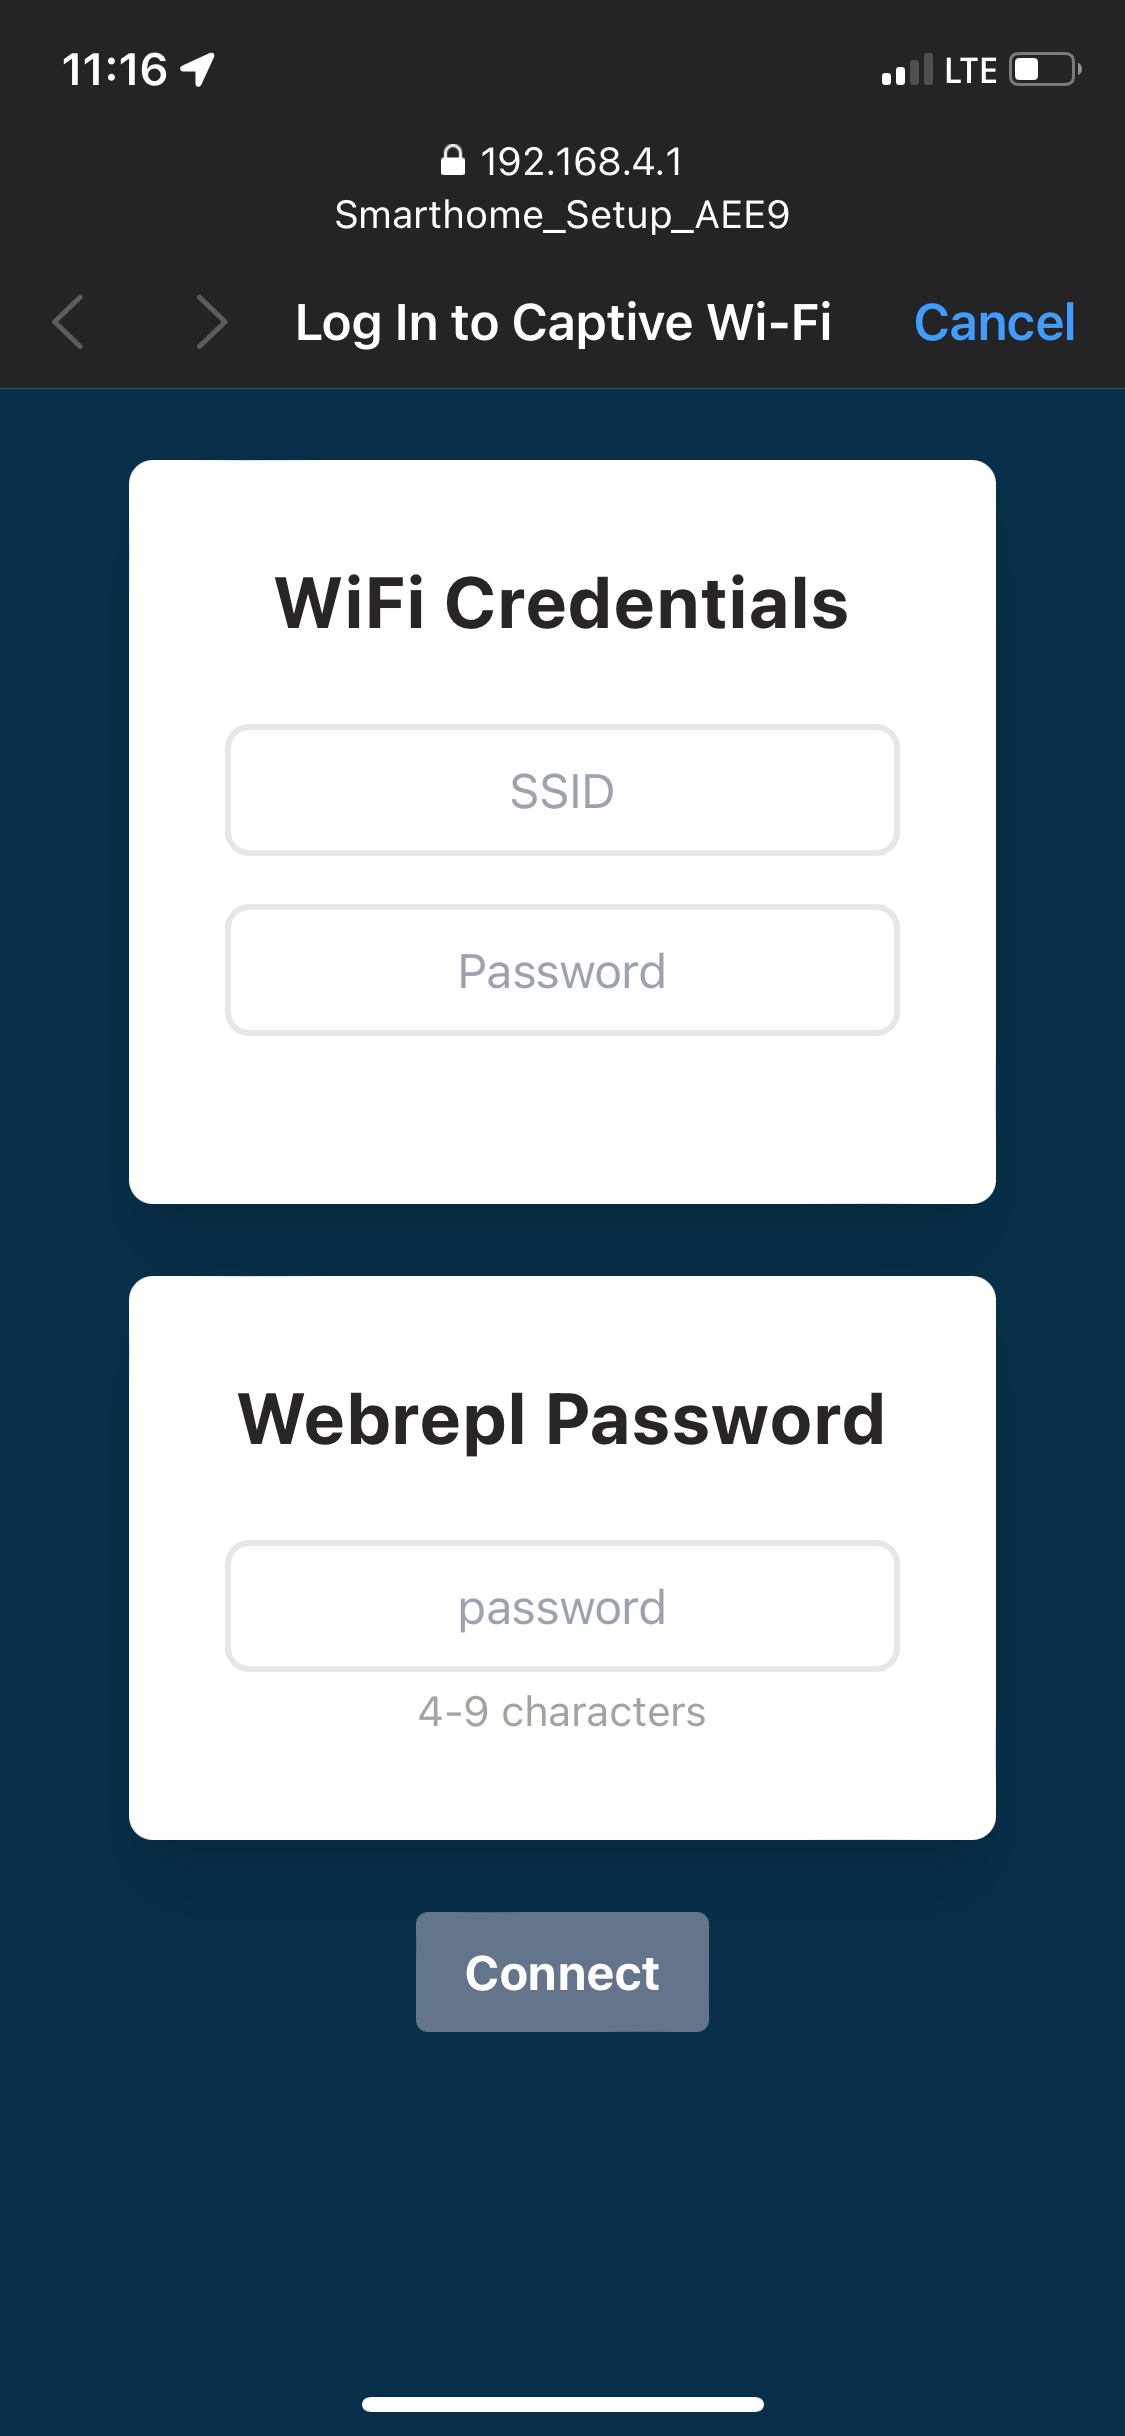 11:16
LTE
192.168.4.1
Smarthome_Setup_AEE9
Log In to Captive Wi-Fi
Cancel
WiFi Credentials
SSID
Password
Webrepl Password
password
4-9 characters
Connect